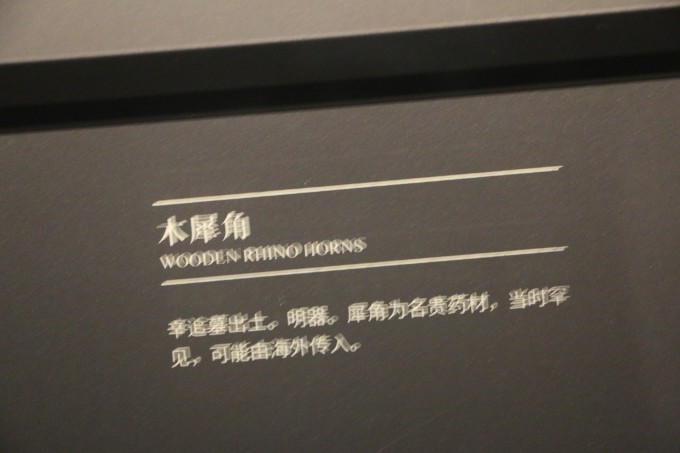 木犀角
WOODEN RHINO HORNS
辛追墓出土。明器。犀角为名贵药材，当时罕
见，可能由海外传入。